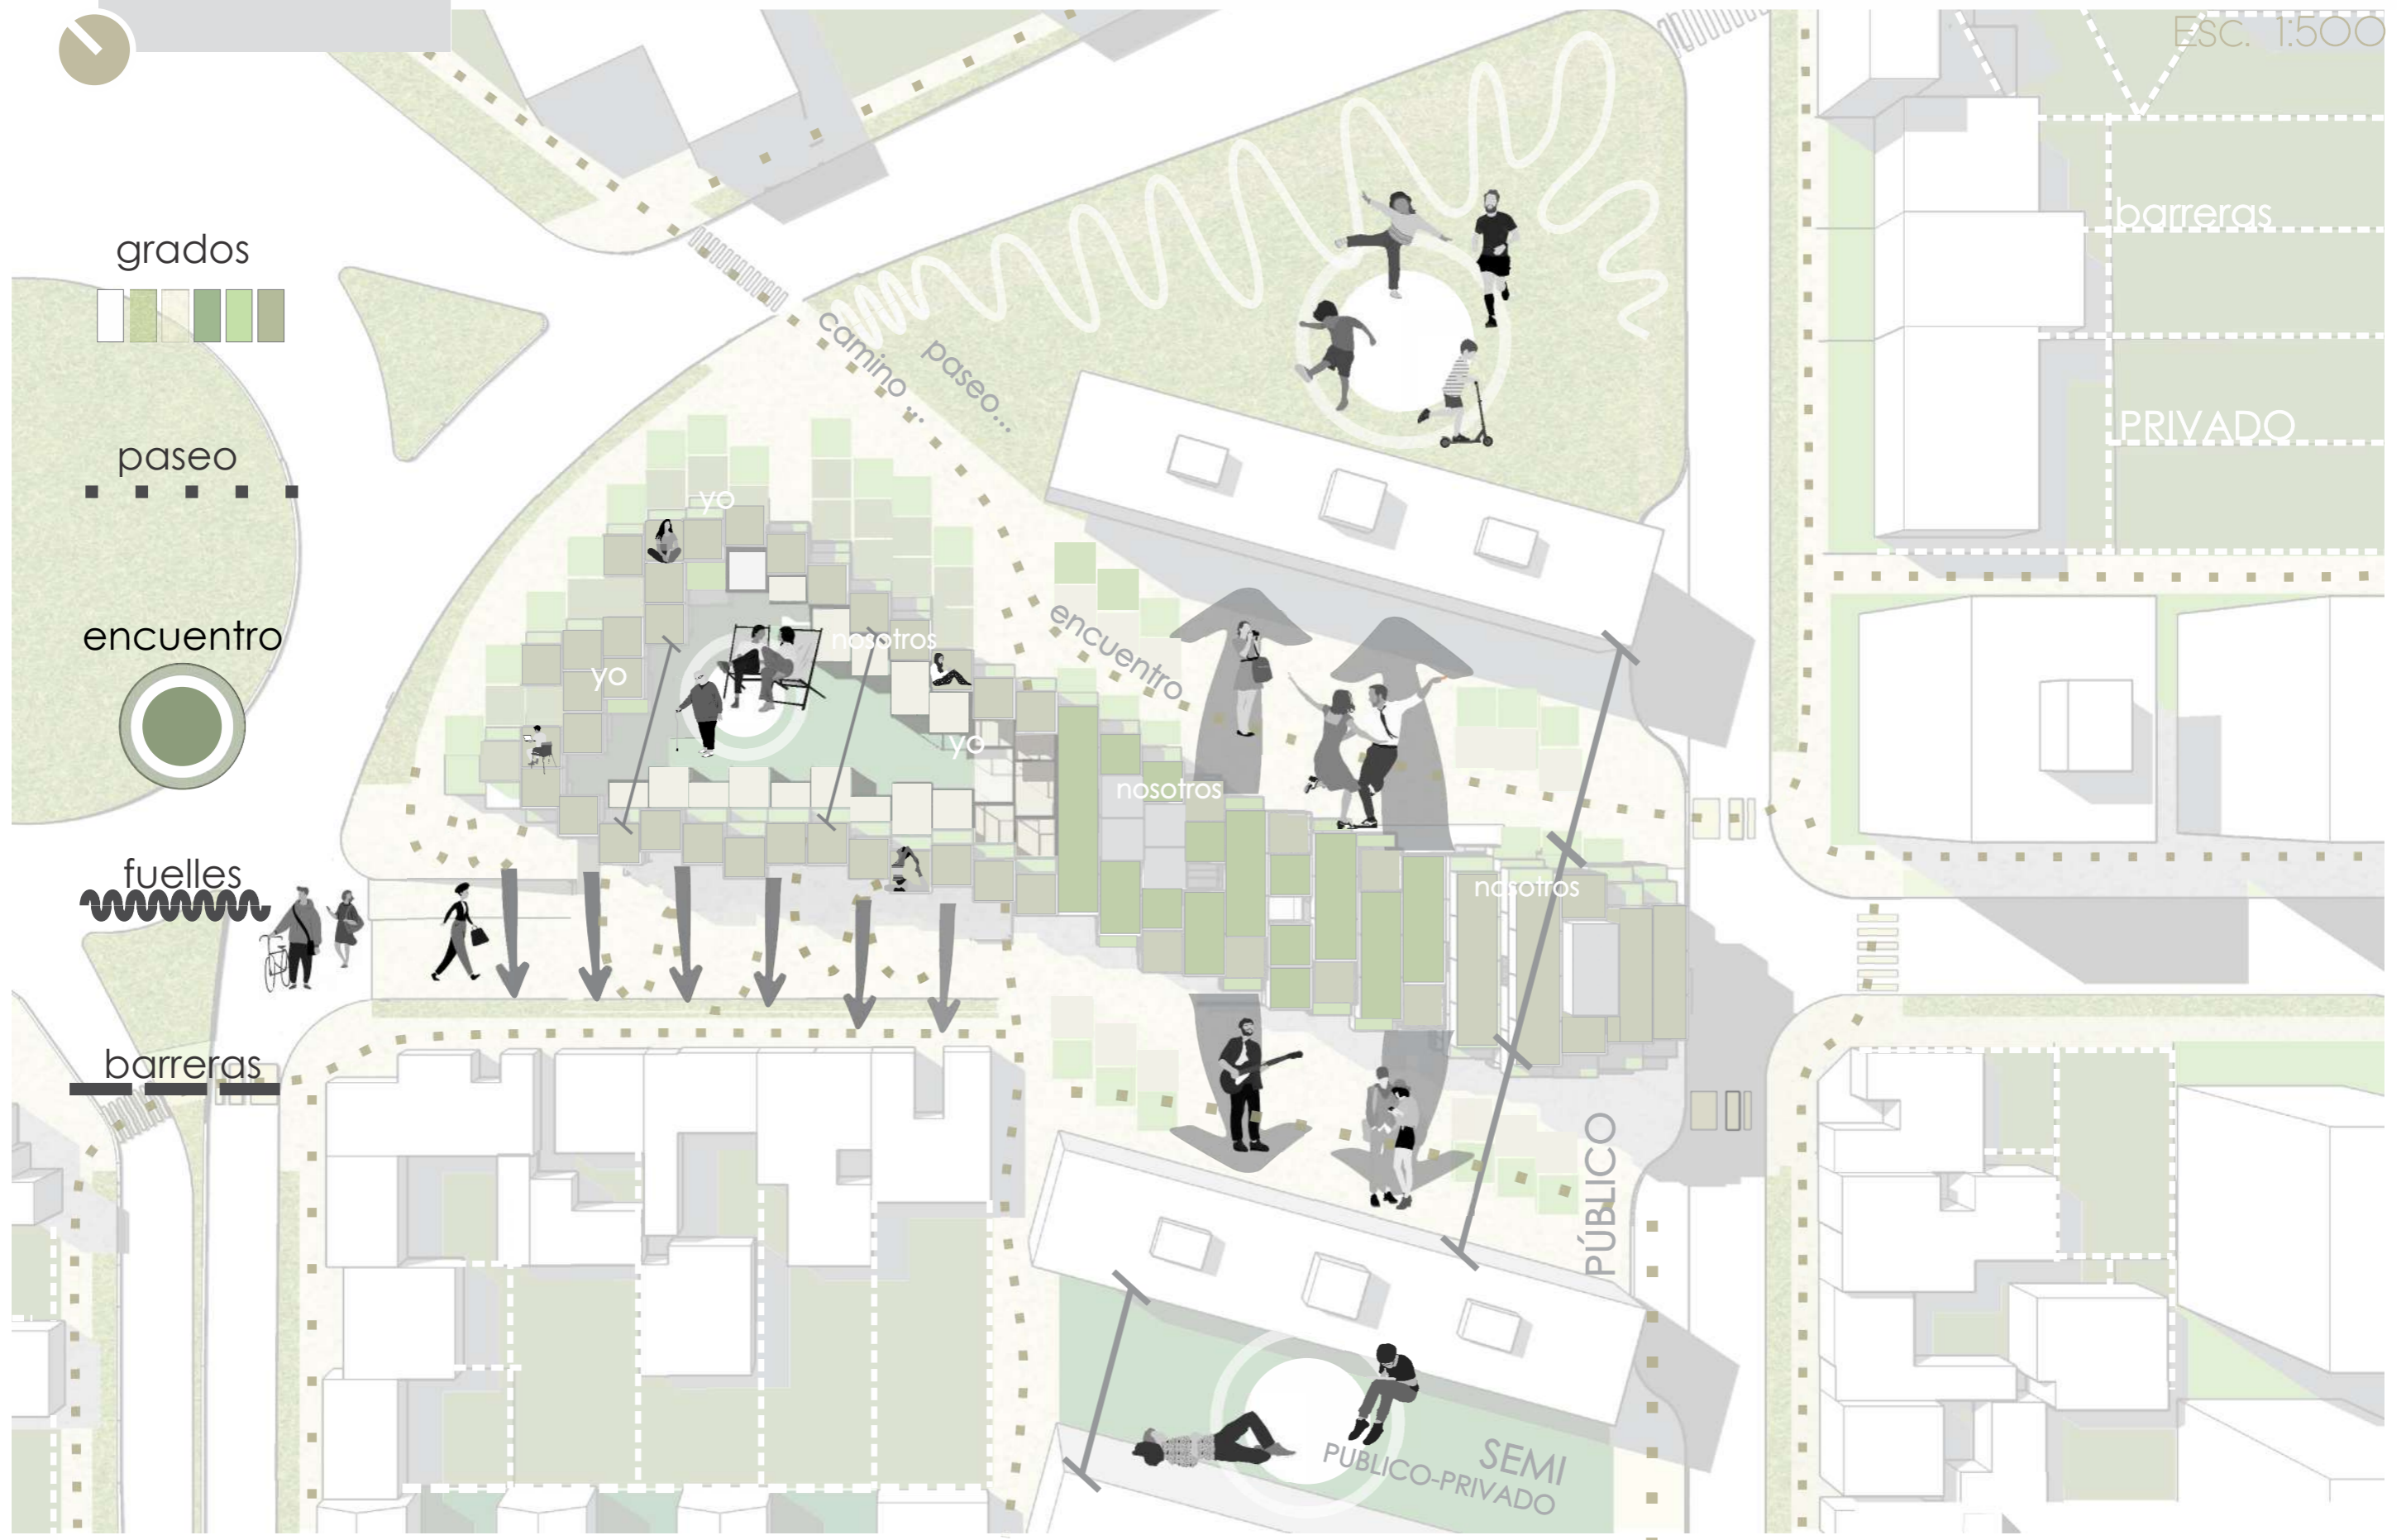 Esc. 1:500
grados
paseo
encuentro
fuelles
barreras
camino ...
paseo...
encuentro
yo
yo
nosotros
yo
nosotros
nosotros
barreras
PRIVADO
PÚBLICO
SEMI
PUBLICO-PRIVADO